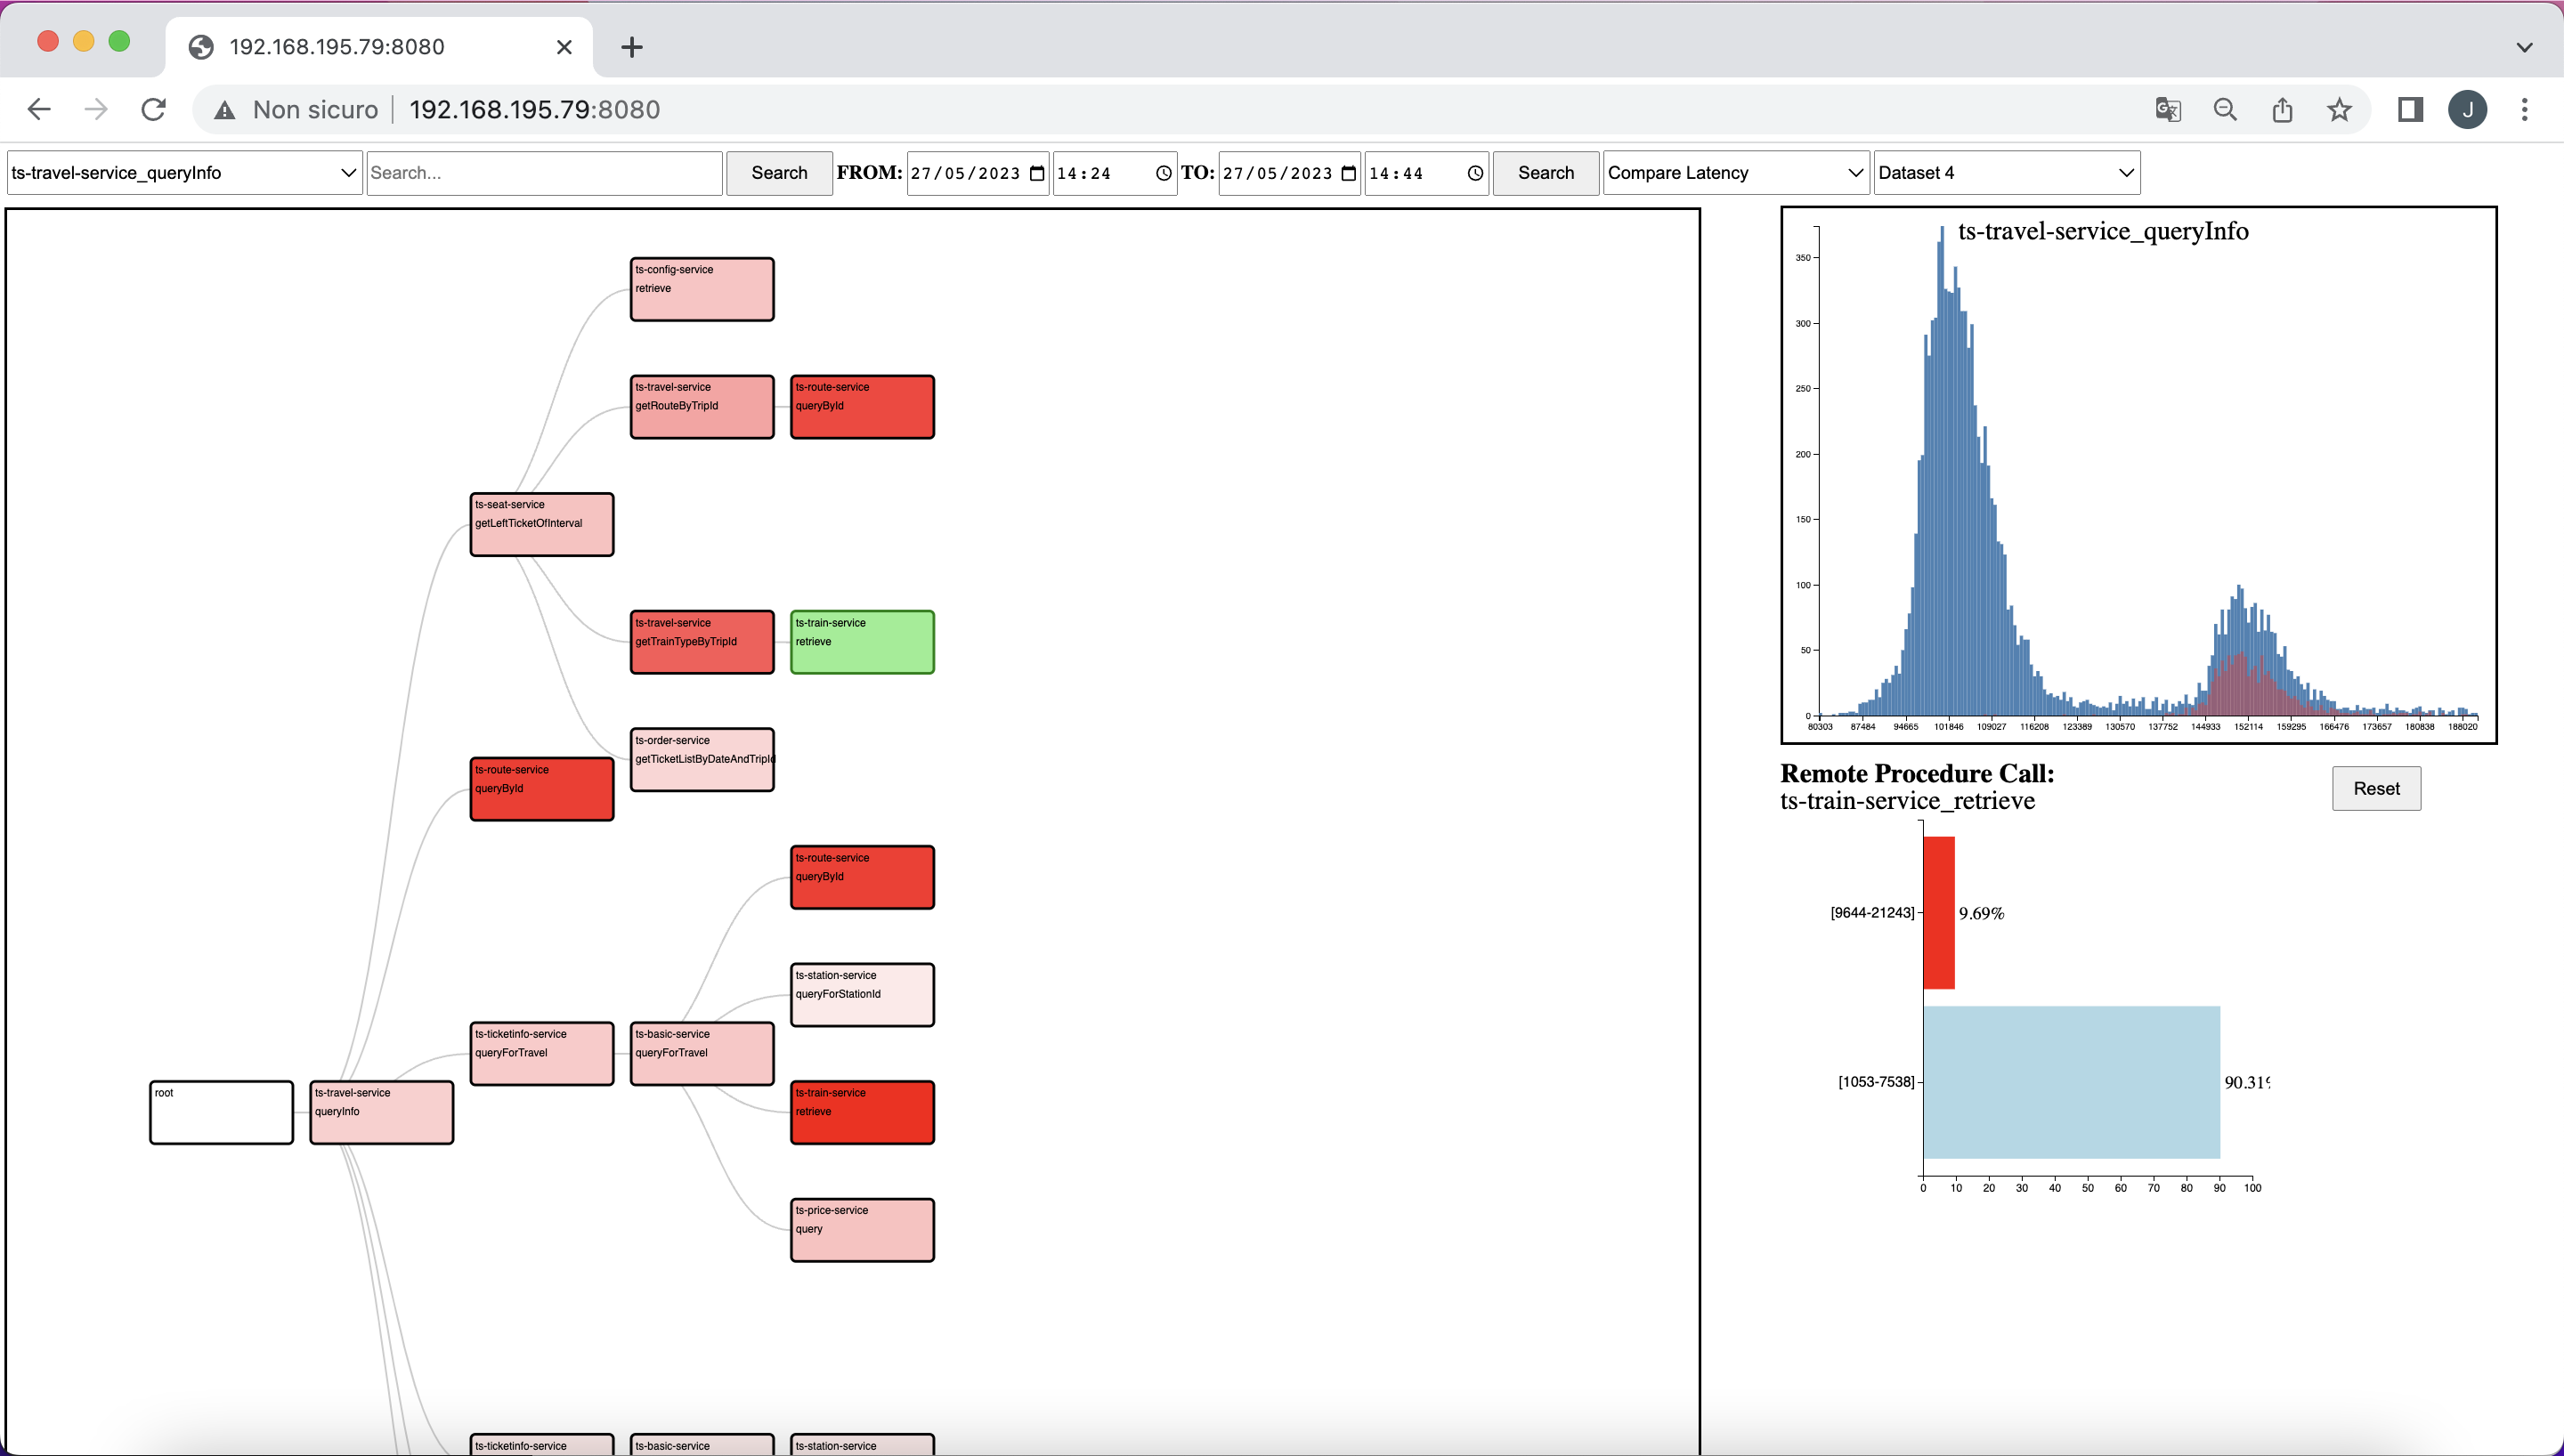 192.168.195.79:8080
Non sicuro 192.168.195.79:8080
J
ts-travel-service_queryInfo Search... Search FROM: 27/05/2023 14:24 TO: 27/05/2023 14:44 Search Compare Latency Dataset 4
ts-config-service
retrieve
ts-travel-service
getRouteByTripId
ts-route-service
queryById
ts-seat-service
getLeftTicketOfInterval
ts-travel-service
getTrainTypeByTripId
ts-train-service
retrieve
ts-order-service
getTicketListByDateAndTripId
ts-route-service
queryById
ts-route-service
queryById
ts-station-service
queryForStationId
ts-ticketinfo-service
queryForTravel
ts-basic-service
queryForTravel
root
ts-travel-service
queryInfo
ts-train-service
retrieve
ts-price-service
query
ts-ticketinfo-service
ts-basic-service
ts-station-service
ts-travel-service_queryInfo
350
300
250
200
150
100
50
0
80303 87484 94665 101846 109027 116208 123389 130570 137752 144933 152114 159295 166476 173657 180838 188020
Remote Procedure Call:
ts-train-service_retrieve
Reset
[9644-21243] 9.69%
[1053-7538] 90.31%
0 10 20 30 40 50 60 70 80 90 100